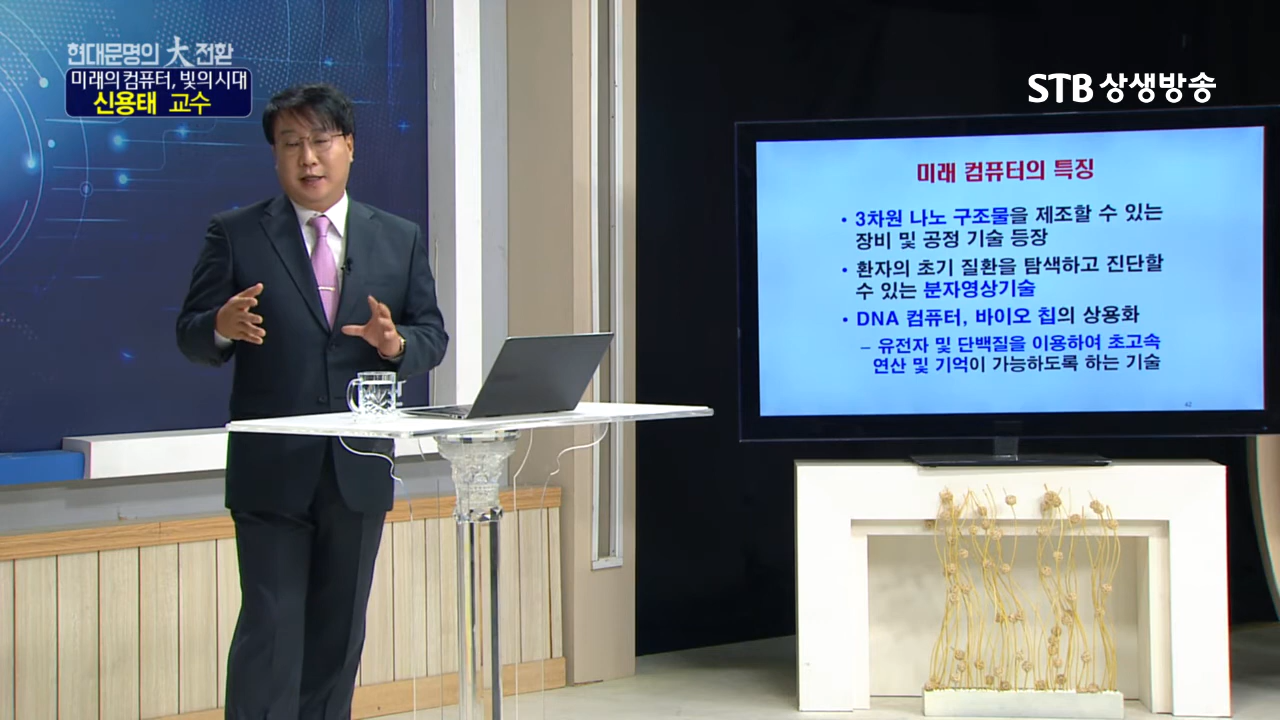 현대문명의 大 전환
미래의 컴퓨터, 빛의 시대
신용태 교수
STB 상생방송
미래 컴퓨터의 특징
• 3차원 나노 구조물을 제조할 수 있는
장비 및 공정 기술 등장
• 환자의 초기 질환을 탐색하고 진단할
수 있는 분자영상기술
• DNA 컴퓨터, 바이오 칩의 상용화
– 유전자 및 단백질을 이용하여 초고속
연산 및 기억이 가능하도록 하는 기술
42